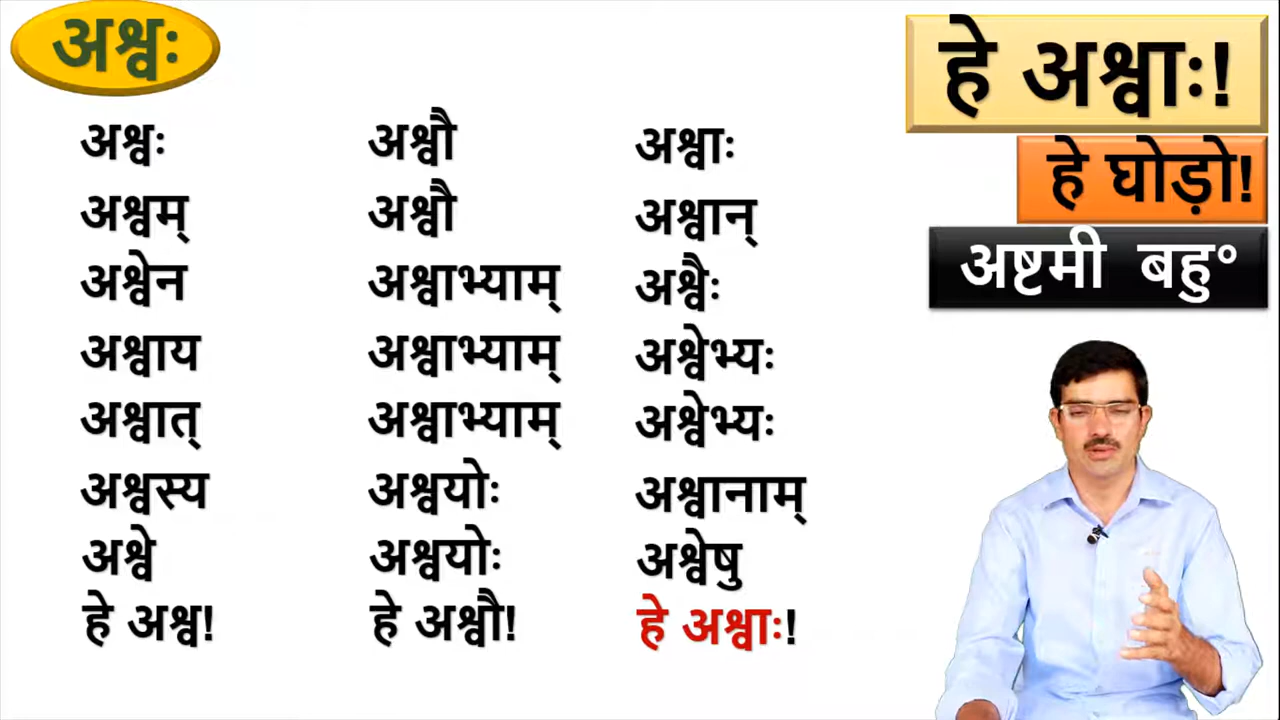 अश्वः
हे अश्वाः!
हे घोड़ो!
अष्टमी बहु°
अश्वः अश्वौ अश्वाः
अश्वम् अश्वौ अश्वान्
अश्वेन अश्वाभ्याम् अश्वैः
अश्वाय अश्वाभ्याम् अश्वेभ्यः
अश्वात् अश्वाभ्याम् अश्वेभ्यः
अश्वस्य अश्वयोः अश्वानाम्
अश्वे अश्वयोः अश्वेषु
हे अश्व! हे अश्वौ! हे अश्वाः!